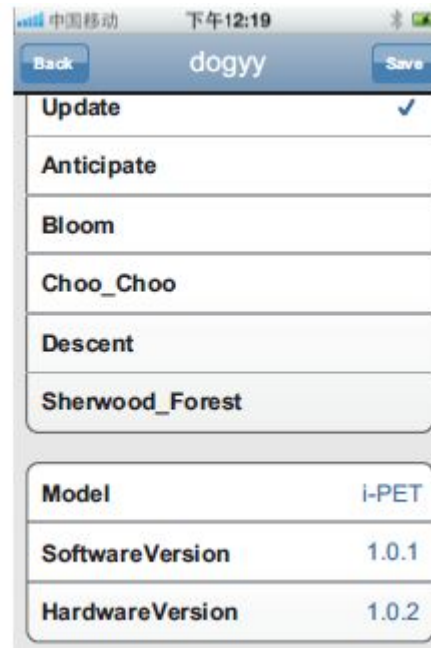 中国移动 下午12:19
Back dogyy Save
Update
Anticipate
Bloom
Choo_Choo
Descent
Sherwood_Forest
Model i-PET
SoftwareVersion 1.0.1
HardwareVersion 1.0.2